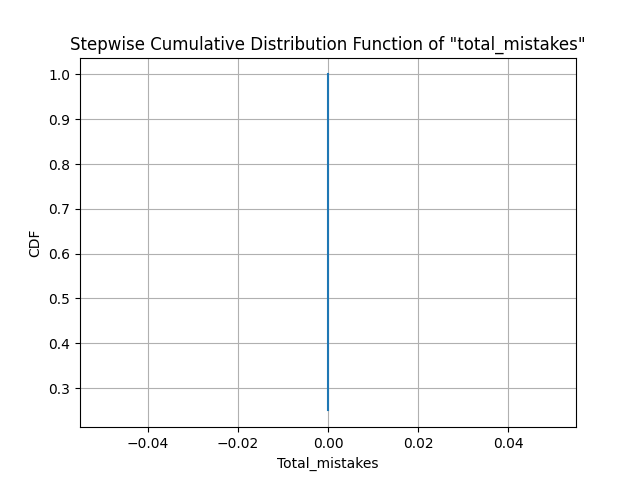 Stepwise Cumulative Distribution Function of "total_mistakes"
1.0
0.9
0.8
0.7
0.6
0.5
0.4
0.3
CDF
−0.04 −0.02 0.00 0.02 0.04
Total_mistakes